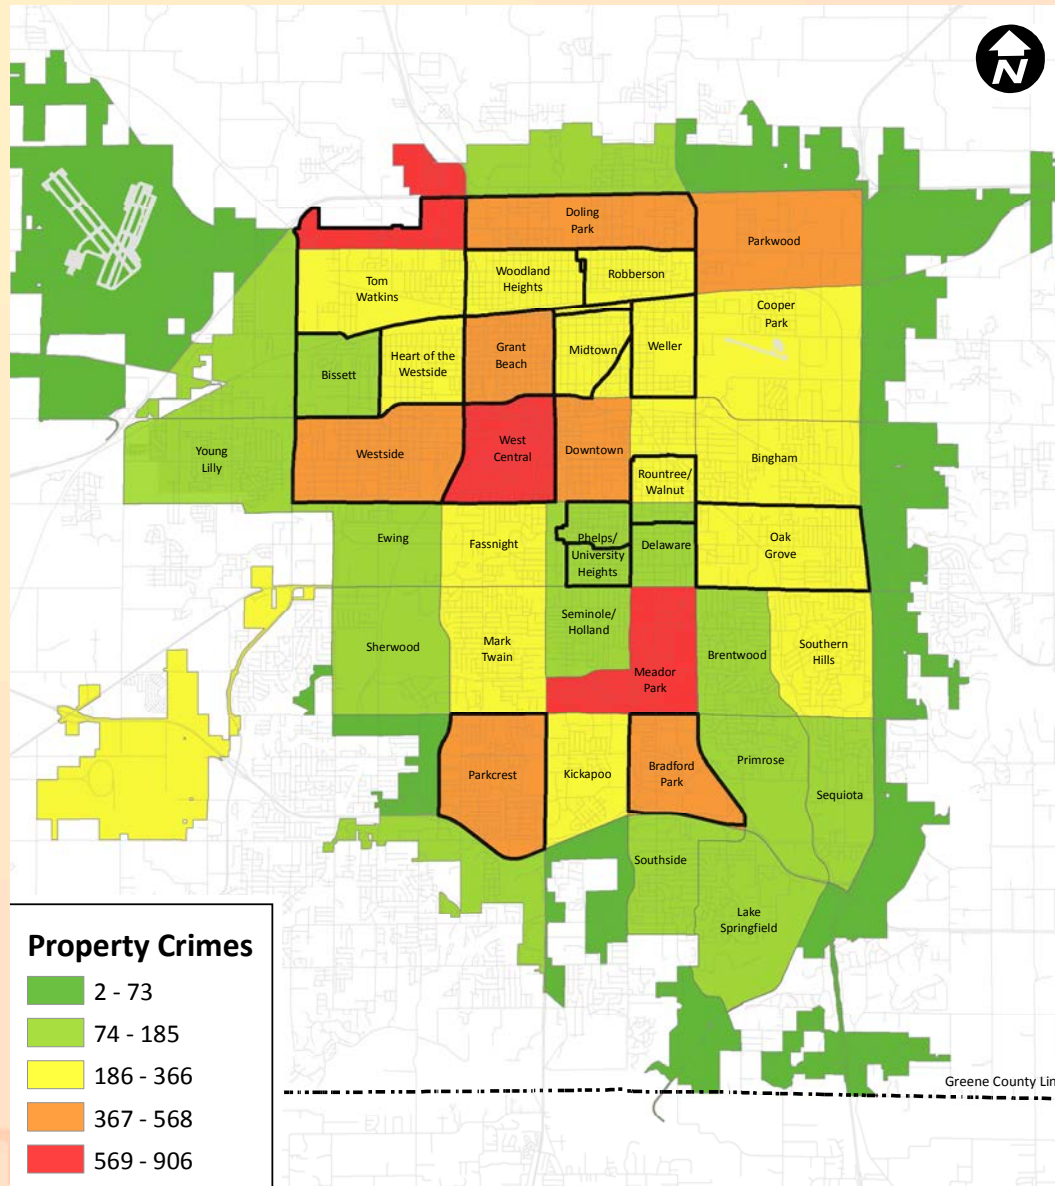 N
Doling
Park
Parkwood
Tom
Watkins
Woodland
Heights
Robberson
Cooper
Park
Bissett
Heart of the
Westside
Grant
Beach
Midtown
Weller
Young
Lilly
Westside
West
Central
Downtown
Rountree/
Walnut
Bingham
Ewing
Fassnight
Phelps/
University
Heights
Delaware
Oak
Grove
Sherwood
Mark
Twain
Seminole/
Holland
Meador
Park
Brentwood
Southern
Hills
Parkcrest
Kickapoo
Bradford
Park
Primrose
Sequiota
Southside
Lake
Springfield
Property Crimes
2 - 73
74 - 185
186 - 366
367 - 568
569 - 906
Greene County Lin